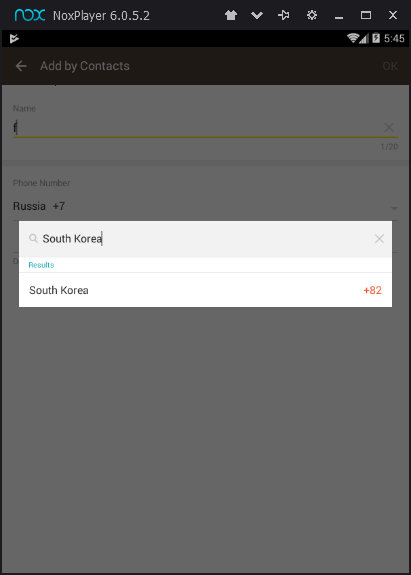 nox NoxPlayer 6.0.5.2
5:45
Add by Contacts OK
Name
f
1/20
Phone Number
Russia +7
South Korea
Results
South Korea +82